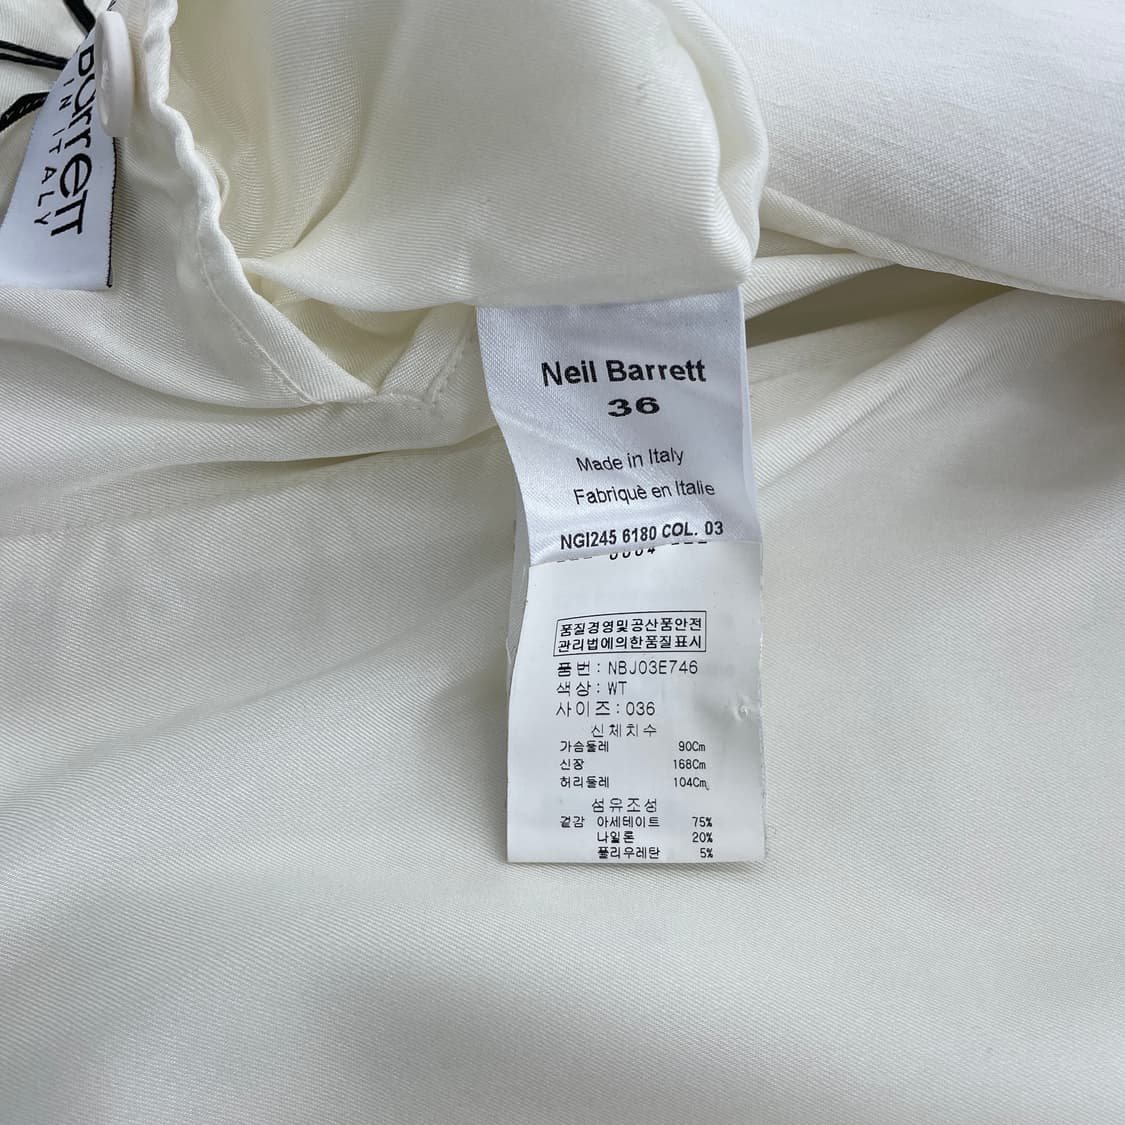 Barrett
IN ITALY
Neil Barrett
36
Made in Italy
Fabriquè en Italie
NGI245 6180 COL. 03
품질경영및공산품안전
관리법에의한품질표시
품번 : NBJ03E746
색상 : WT
사이즈 : 036
신체치수
가슴둘레 90Cm
신장 168Cm
허리둘레 104Cm
섬유조성
겉감 아세테이트 75%
나일론 20%
폴리우레탄 5%